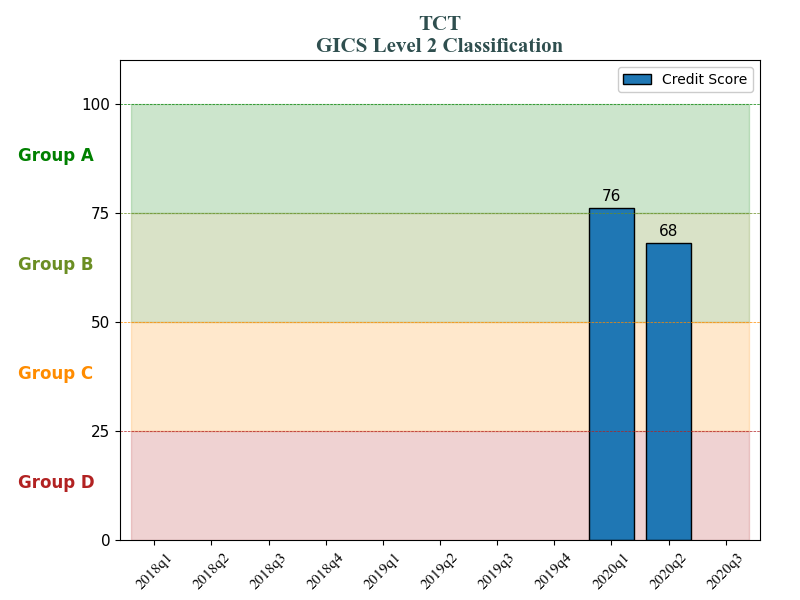 TCT
GICS Level 2 Classification
Credit Score
100
Group A
76
75
68
Group B
50
Group C
25
Group D
0
2018q1 2018q2 2018q3 2018q4 2019q1 2019q2 2019q3 2019q4 2020q1 2020q2 2020q3